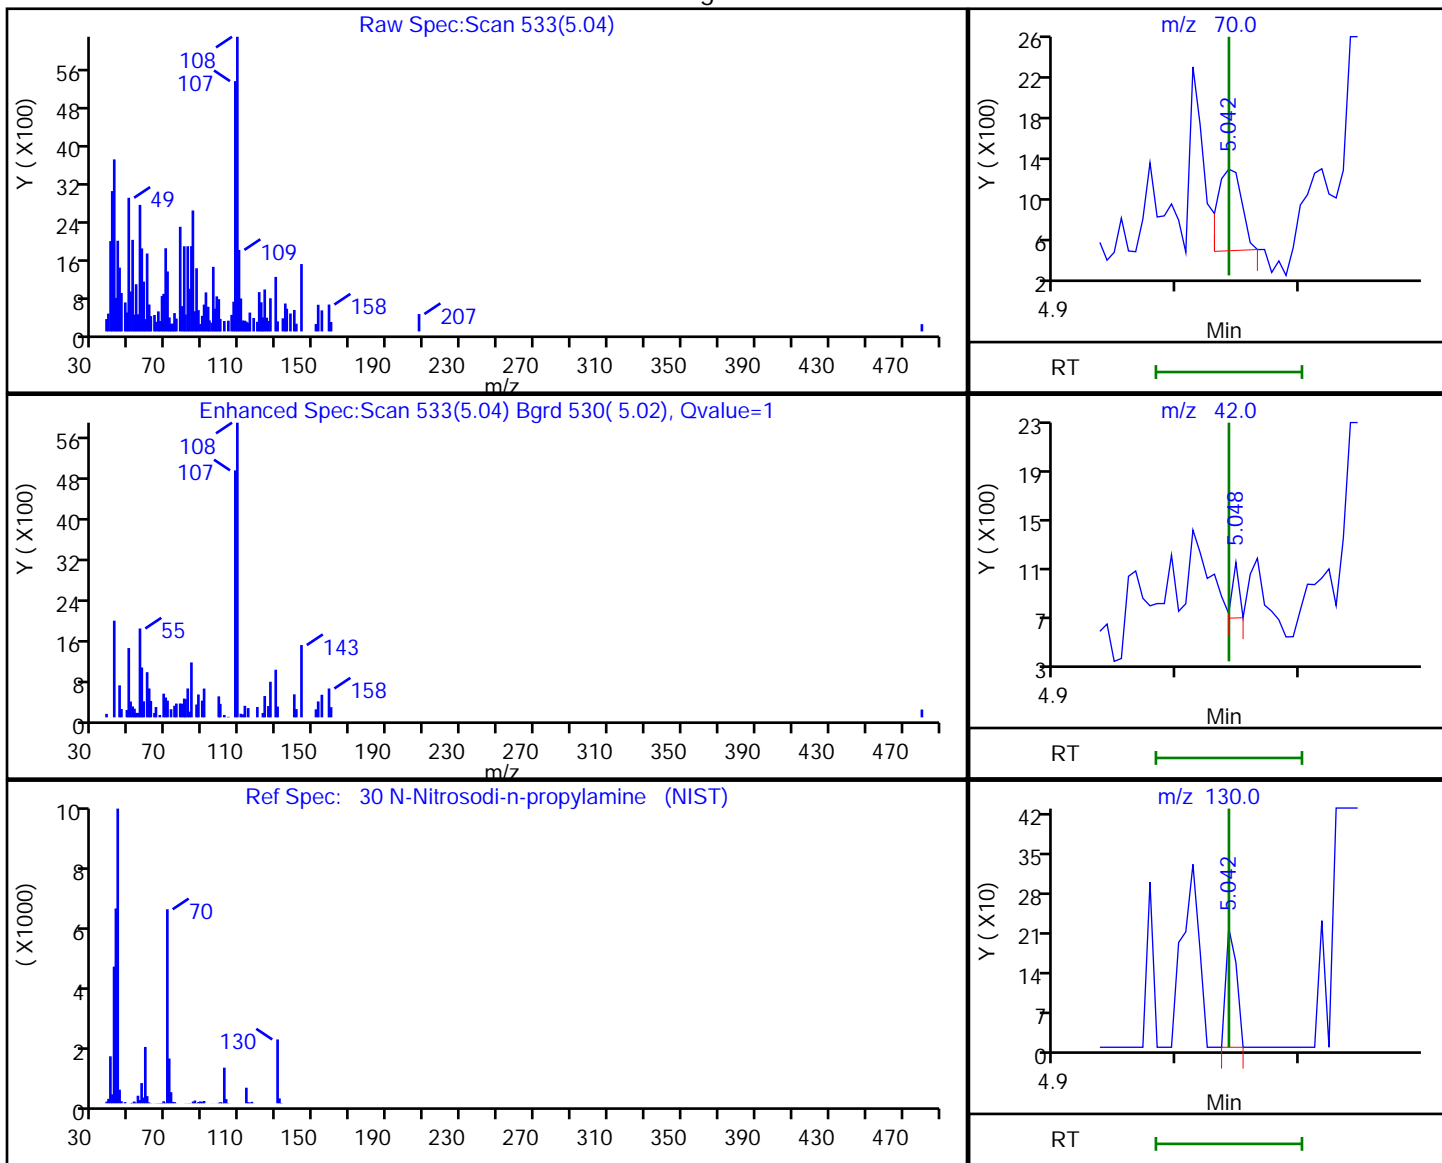 Raw Spec:Scan 533(5.04)
Y ( X100)
56
48
40
32
24
16
8
0
108
107
49
109
158
207
30 70 110 150 190 230 270 310 350 390 430 470
m/z
m/z 70.0
Y ( X100)
26
22
18
14
10
6
2
5.042
4.9
Min
RT
Enhanced Spec:Scan 533(5.04) Bgrd 530( 5.02), Qvalue=1
Y ( X100)
56
48
40
32
24
16
8
0
108
107
55
143
158
30 70 110 150 190 230 270 310 350 390 430 470
m/z
m/z 42.0
Y ( X100)
23
19
15
11
7
3
5.048
4.9
Min
RT
Ref Spec: 30 N-Nitrosodi-n-propylamine (NIST)
( X1000)
10
8
6
4
2
0
70
130
30 70 110 150 190 230 270 310 350 390 430 470
m/z 130.0
Y ( X10)
42
35
28
21
14
7
0
5.042
4.9
Min
RT